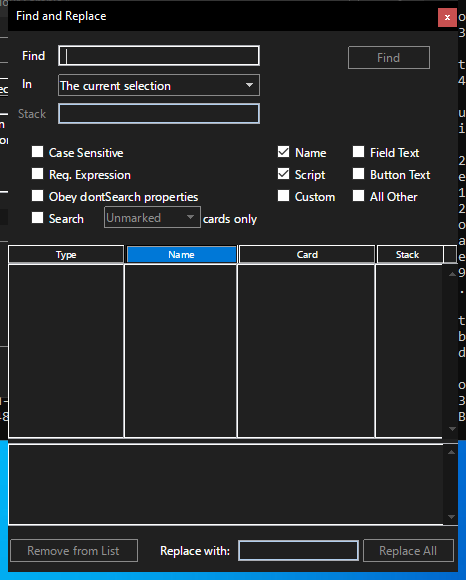 Find and Replace
x
Find
Find
In
The current selection
Stack
Case Sensitive
Name
Field Text
Reg. Expression
Script
Button Text
Obey dontSearch properties
Custom
All Other
Search
Unmarked
cards only
Type
Name
Card
Stack
Remove from List
Replace with:
Replace All